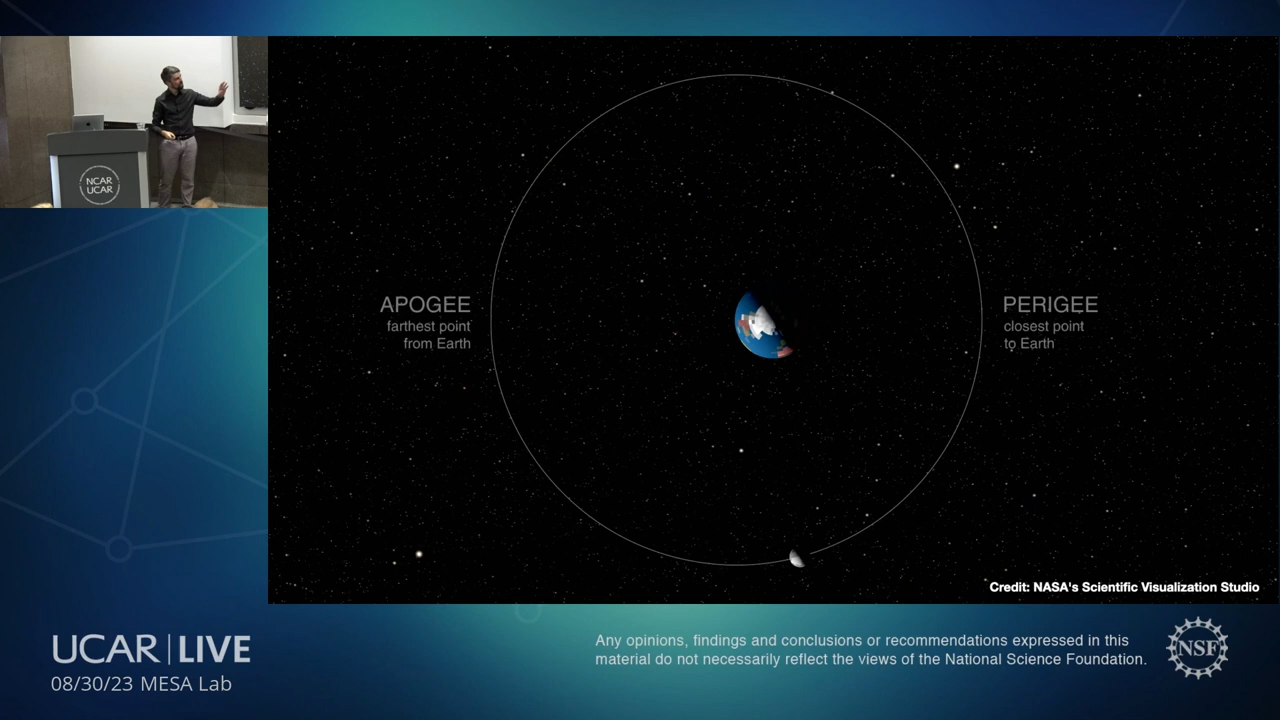 NCAR
UCAR
APOGEE
farthest point
from Earth
PERIGEE
closest point
to Earth
Credit: NASA's Scientific Visualization Studio
UCAR | LIVE
08/30/23 MESA Lab
Any opinions, findings and conclusions or recommendations expressed in this
material do not necessarily reflect the views of the National Science Foundation.
NSF